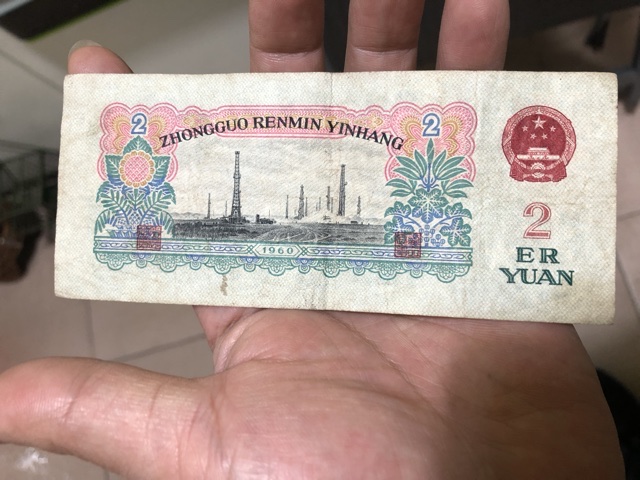 2 2
ZHONGGUO RENMIN YINHANG
1960
2
ER
YUAN